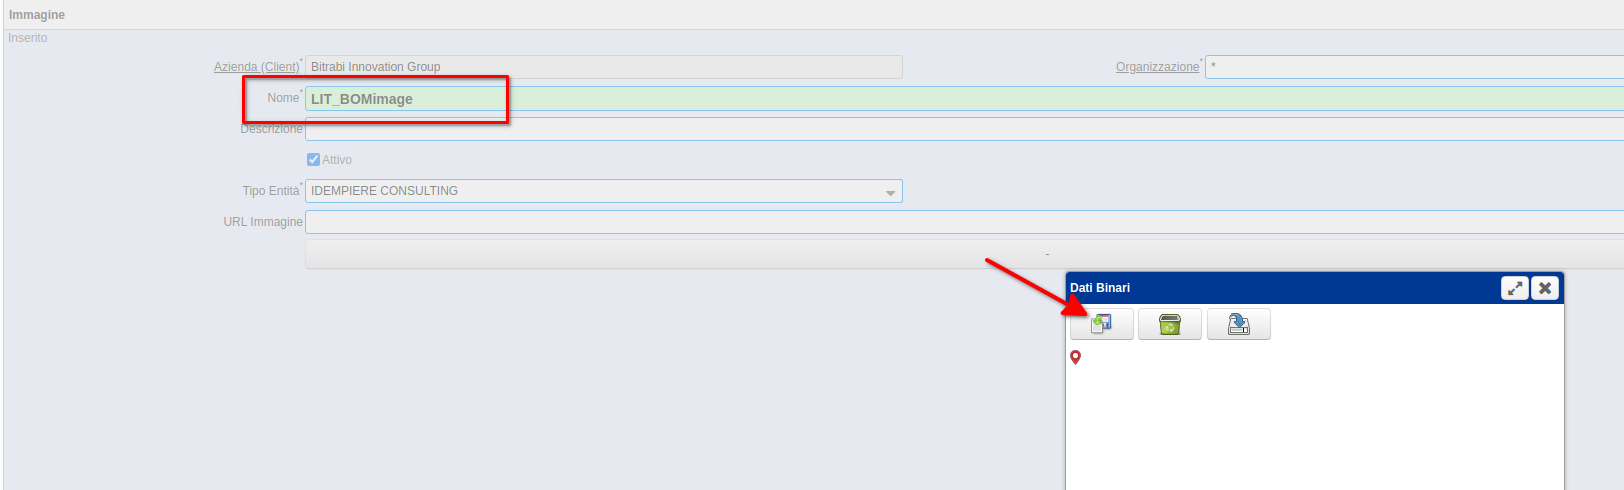 Immagine
Inserito
Azienda (Client)* Bitrabi Innovation Group Organizzazione* *
Nome* LIT_BOMimage
Descrizione
Attivo
Tipo Entità* IDEMPIERE CONSULTING
URL Immagine
-
Dati Binari